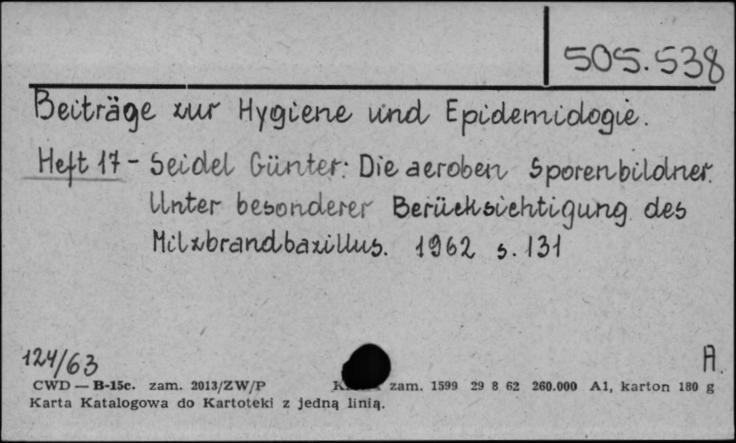 505.538
Beiträge zur Hygiene und Epidemiologie.
Heft 17 - Seidel Günter: Die aeroben Sporenbildner.
Unter besonderer Berücksichtigung des
Milzbrandbazillus. 1962 s. 131
124/63
A.
CWD — B-15c. zam. 2013/ZW/P zam. 1599 29 8 62 260.000 A1, karton 180 g
Karta Katalogowa do Kartoteki z jedną linią.